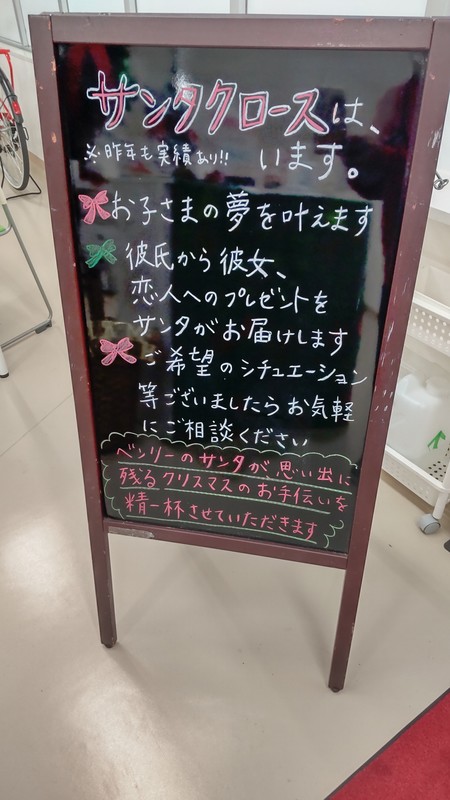 サンタクロースは、
※昨年も実績あり!! います。
お子さまの夢を叶えます
彼氏から彼女、
恋人へのプレゼントを
サンタがお届けします
ご希望のシチュエーション
等ございましたらお気軽
にご相談ください
ベンリーのサンタが思い出に
残るクリスマスのお手伝いを
精一杯させていただきます